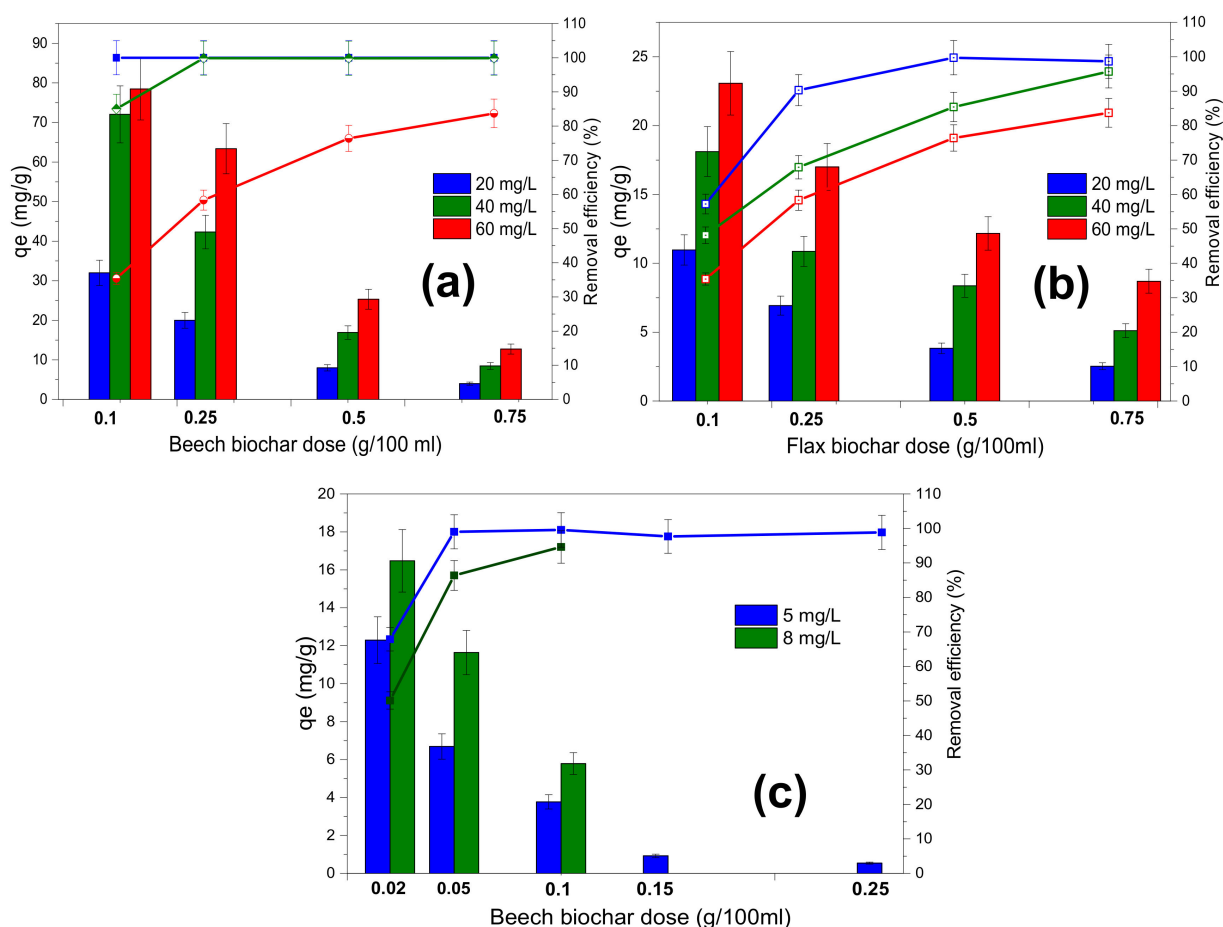 90
80
70
60
50
40
30
20
10
0
qe (mg/g)
110
100
90
80
70
60
50
40
30
20
10
0
Removal efficiency (%)
20 mg/L
40 mg/L
60 mg/L
(a)
0.1 0.25 0.5 0.75
Beech biochar dose (g/100 ml)
25
20
15
10
5
0
qe (mg/g)
110
100
90
80
70
60
50
40
30
20
10
0
Removal efficiency (%)
20 mg/L
40 mg/L
60 mg/L
(b)
0.1 0.25 0.5 0.75
Flax biochar dose (g/100ml)
20
18
16
14
12
10
8
6
4
2
0
qe (mg/g)
110
100
90
80
70
60
50
40
30
20
10
0
Removal efficiency (%)
5 mg/L
8 mg/L
(c)
0.02 0.05 0.1 0.15 0.25
Beech biochar dose (g/100ml)